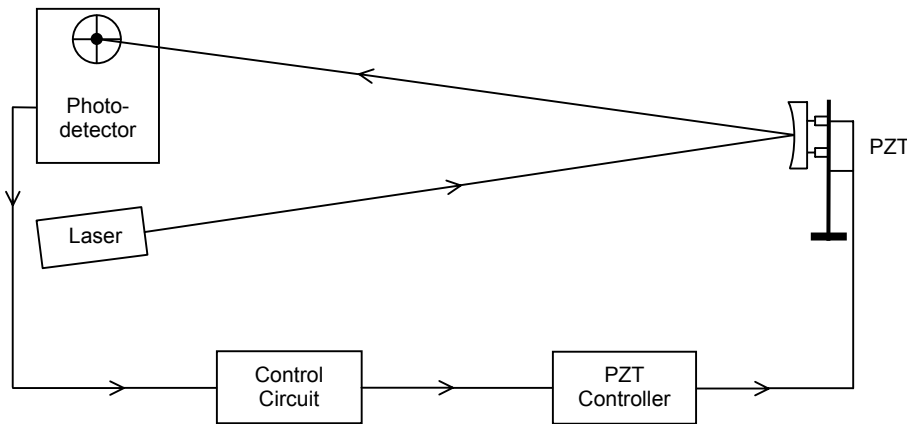 Photo-
detector
PZT
Laser
Control
Circuit
PZT
Controller